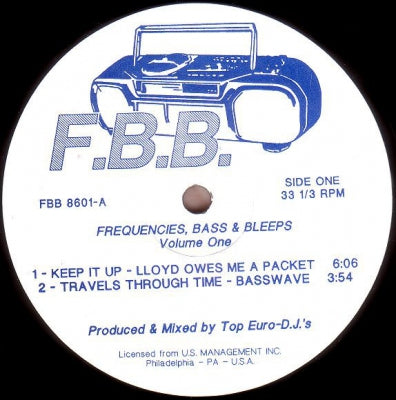 F.B.B.
FBB 8601-A
SIDE ONE
33 1/3 RPM
FREQUENCIES, BASS & BLEEPS
Volume One
1 - KEEP IT UP - LLOYD OWES ME A PACKET 6:06
2 - TRAVELS THROUGH TIME - BASSWAVE 3:54
Produced & Mixed by Top Euro-D.J.'s
Licensed from U.S. MANAGEMENT INC.
Philadelphia - PA - U.S.A.